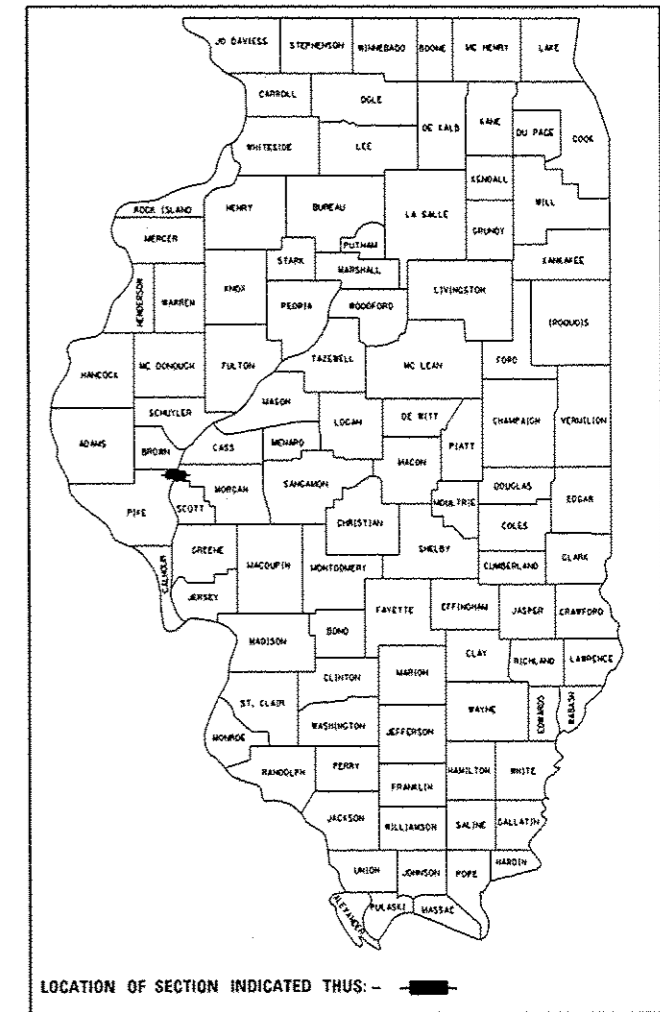 JO DAVIESS STEPHENSON WINNEBAGO BOONE MC HENRY LAKE
CARROLL OGLE DE KALB KANE DU PAGE COOK
WHITESIDE LEE
KENDALL WILL
ROCK ISLAND HENRY BUREAU LA SALLE
MERCER PUTNAM GRUNDY
STARK MARSHALL KANKAKEE
HENDERSON WARREN KNOX PEORIA WOODFORD LIVINGSTON IROQUOIS
HANCOCK MC DONOUGH FULTON TAZEWELL MC LEAN FORD
MASON
SCHUYLER LOGAN DE WITT CHAMPAIGN VERMILION
ADAMS BROWN CASS MENARD PIATT
MACON
MORGAN SANGAMON DOUGLAS EDGAR
PIKE SCOTT CHRISTIAN MOULTRIE COLES
GREENE SHELBY CLARK
CALHOUN MACOUPIN MONTGOMERY CUMBERLAND
JERSEY FAYETTE EFFINGHAM JASPER CRAWFORD
MADISON BOND
CLAY RICHLAND LAWRENCE
CLINTON MARION
ST. CLAIR WAYNE EDWARDS WABASH
WASHINGTON JEFFERSON
MONROE
RANDOLPH PERRY HAMILTON WHITE
FRANKLIN
JACKSON WILLIAMSON SALINE GALLATIN
UNION JOHNSON POPE HARDIN
ALEXANDER PULASKI MASSAC
LOCATION OF SECTION INDICATED THUS: -